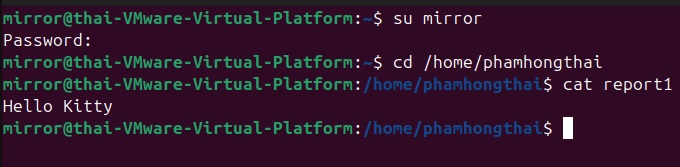 mirror@thai-VMware-Virtual-Platform:~$ su mirror
Password:
mirror@thai-VMware-Virtual-Platform:~$ cd /home/phamhongthai
mirror@thai-VMware-Virtual-Platform:/home/phamhongthai$ cat report1
Hello Kitty
mirror@thai-VMware-Virtual-Platform:/home/phamhongthai$